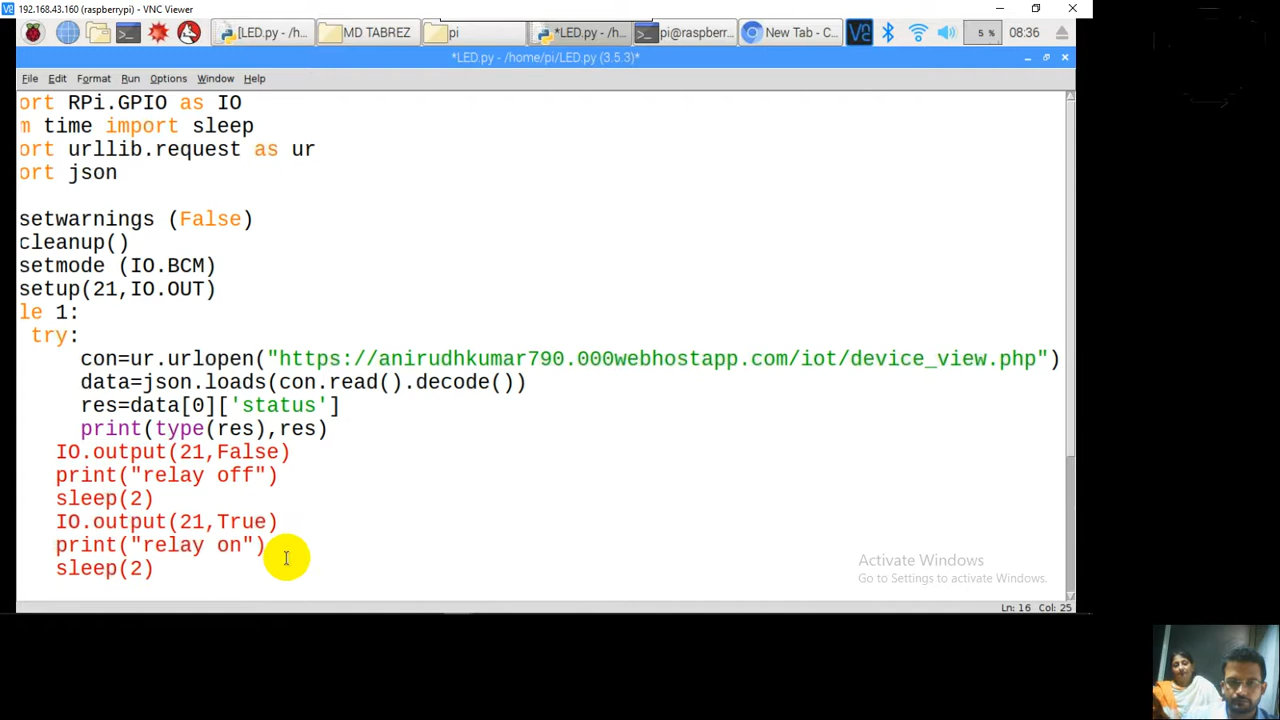 192.168.43.160 (raspberrypi) - VNC Viewer
[LED.py - /h... MD TABREZ pi *LED.py - /h... pi@raspberr... New Tab - C... 5 % 08:36
*LED.py - /home/pi/LED.py (3.5.3)*
File Edit Format Run Options Window Help
ort RPi.GPIO as IO
m time import sleep
ort urllib.request as ur
ort json
setwarnings (False)
cleanup()
setmode (IO.BCM)
setup(21,IO.OUT)
le 1:
try:
con=ur.urlopen("https://anirudhkumar790.000webhostapp.com/iot/device_view.php")
data=json.loads(con.read().decode())
res=data[0]['status']
print(type(res),res)
IO.output(21,False)
print("relay off")
sleep(2)
IO.output(21,True)
print("relay on")
sleep(2)
Activate Windows
Go to Settings to activate Windows.
Ln: 16 Col: 25